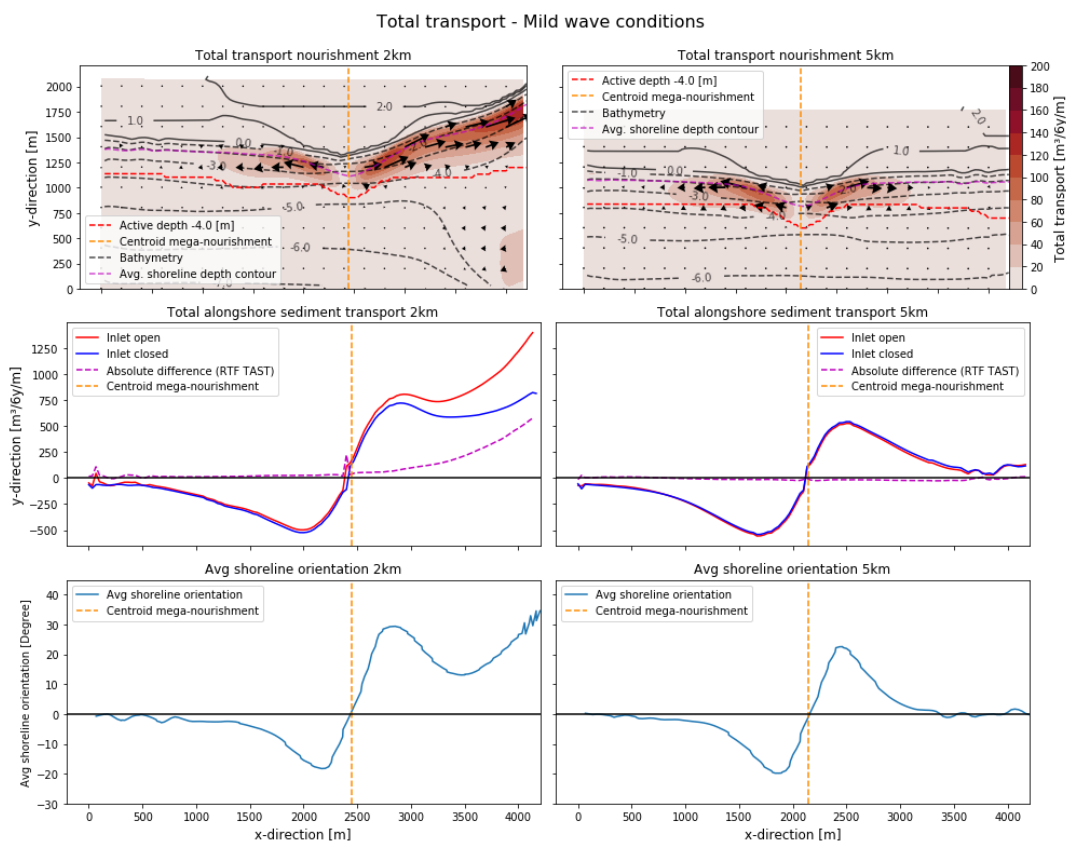 Total transport - Mild wave conditions
Total transport nourishment 2km
y-direction [m]
2000
1750
1500
1250
1000
750
500
250
0
1.0
2.0
0.0
-1.0
-3.0
-4.0
-5.0
-6.0
Active depth -4.0 [m]
Centroid mega-nourishment
Bathymetry
Avg. shoreline depth contour
Total transport nourishment 5km
Active depth -4.0 [m]
Centroid mega-nourishment
Bathymetry
Avg. shoreline depth contour
2.0
1.0
0.0
-1.0
-2.0
-3.0
-4.0
-5.0
-6.0
200
180
160
140
120
100
80
60
40
20
0
Total transport [m³/6y/m]
Total alongshore sediment transport 2km
y-direction [m³/6y/m]
1250
1000
750
500
250
0
−250
−500
Inlet open
Inlet closed
Absolute difference (RTF TAST)
Centroid mega-nourishment
Total alongshore sediment transport 5km
Inlet open
Inlet closed
Absolute difference (RTF TAST)
Centroid mega-nourishment
Avg shoreline orientation 2km
Avg shoreline orientation [Degree]
40
30
20
10
0
−10
−20
−30
Avg shoreline orientation
Centroid mega-nourishment
0 500 1000 1500 2000 2500 3000 3500 4000
x-direction [m]
Avg shoreline orientation 5km
Avg shoreline orientation
Centroid mega-nourishment
0 500 1000 1500 2000 2500 3000 3500 4000
x-direction [m]